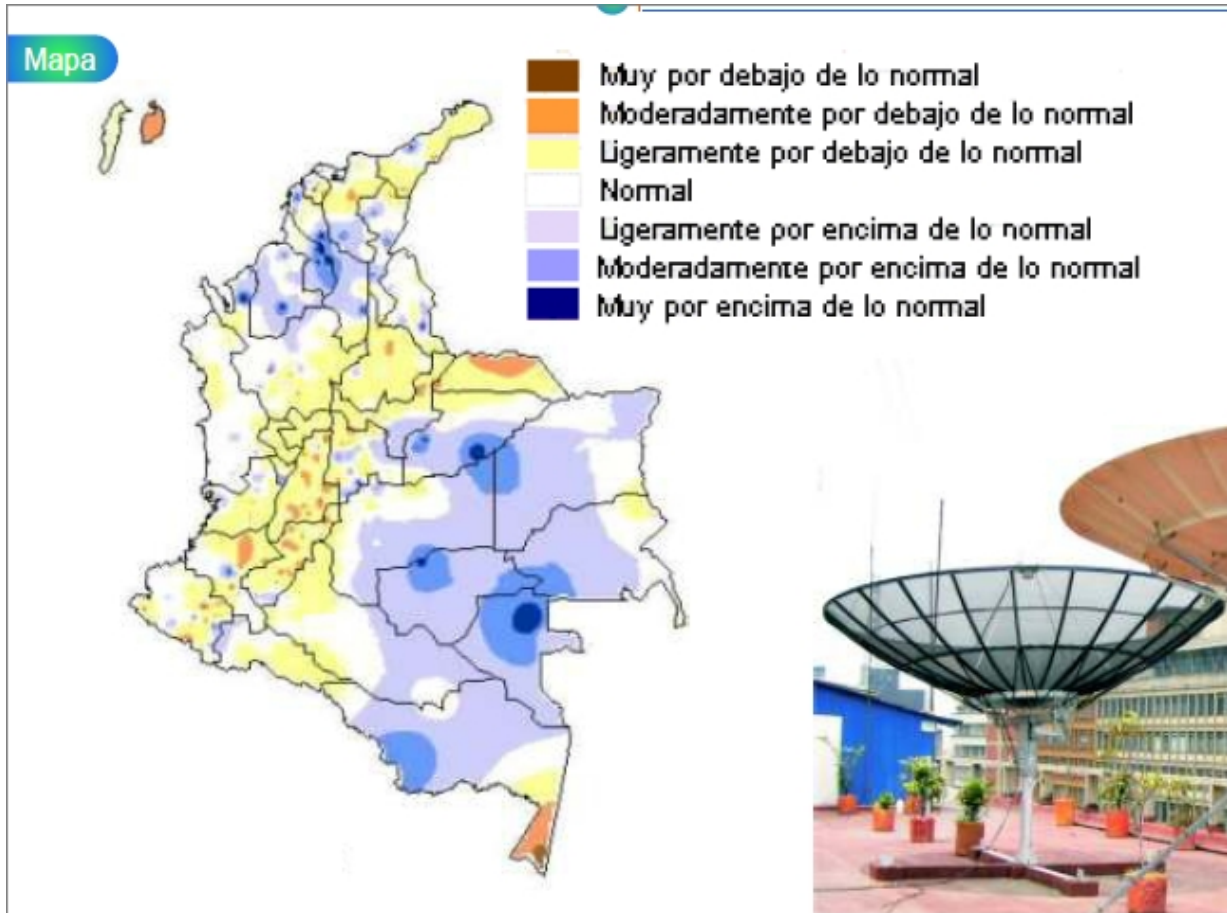 Mapa
Muy por debajo de lo normal
Moderadamente por debajo de lo normal
Ligeramente por debajo de lo normal
Normal
Ligeramente por encima de lo normal
Moderadamente por encima de lo normal
Muy por encima de lo normal